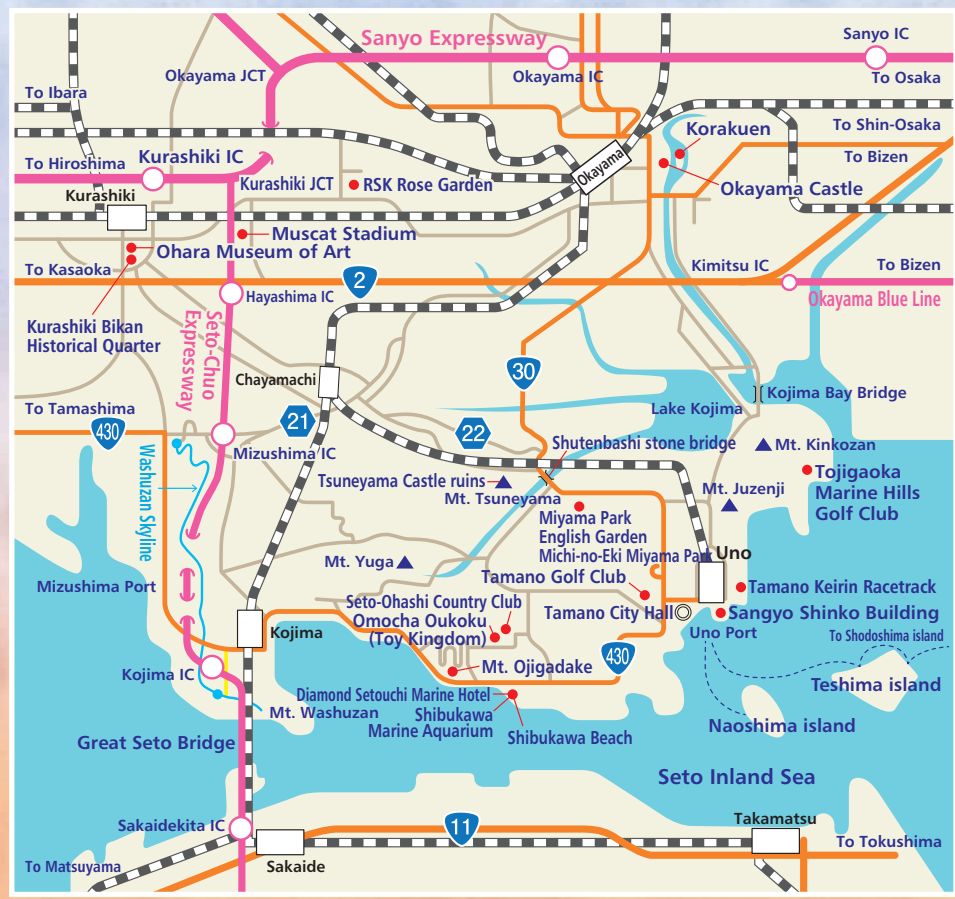 Sanyo Expressway
Sanyo IC
Okayama JCT
Okayama IC
To Osaka
To Ibara
Korakuen
To Shin-Osaka
To Hiroshima
Kurashiki IC
Okayama
To Bizen
Kurashiki JCT
RSK Rose Garden
Okayama Castle
Kurashiki
Muscat Stadium
Ohara Museum of Art
To Kasaoka
2
Kimitsu IC
To Bizen
Hayashima IC
Okayama Blue Line
Kurashiki Bikan
Historical Quarter
Seto-Chuo
Expressway
Chayamachi
30
Kojima Bay Bridge
To Tamashima
Lake Kojima
430
21
22
Shutenbashi stone bridge
Mt. Kinkozan
Mizushima IC
Washuzan Skyline
Tsuneyama Castle ruins
Mt. Tsuneyama
Mt. Juzenji
Tojigaoka
Marine Hills
Golf Club
Miyama Park
English Garden
Michi-no-Eki Miyama Park
Uno
Mt. Yuga
Mizushima Port
Tamano Golf Club
Tamano Keirin Racetrack
Seto-Ohashi Country Club
Omocha Oukoku
(Toy Kingdom)
Tamano City Hall
Sangyo Shinko Building
Kojima
Uno Port
To Shodoshima island
430
Kojima IC
Mt. Ojigadake
Teshima island
Diamond Setouchi Marine Hotel
Shibukawa
Marine Aquarium
Mt. Washuzan
Naoshima island
Shibukawa Beach
Great Seto Bridge
Seto Inland Sea
Sakaidekita IC
11
Takamatsu
To Tokushima
To Matsuyama
Sakaide